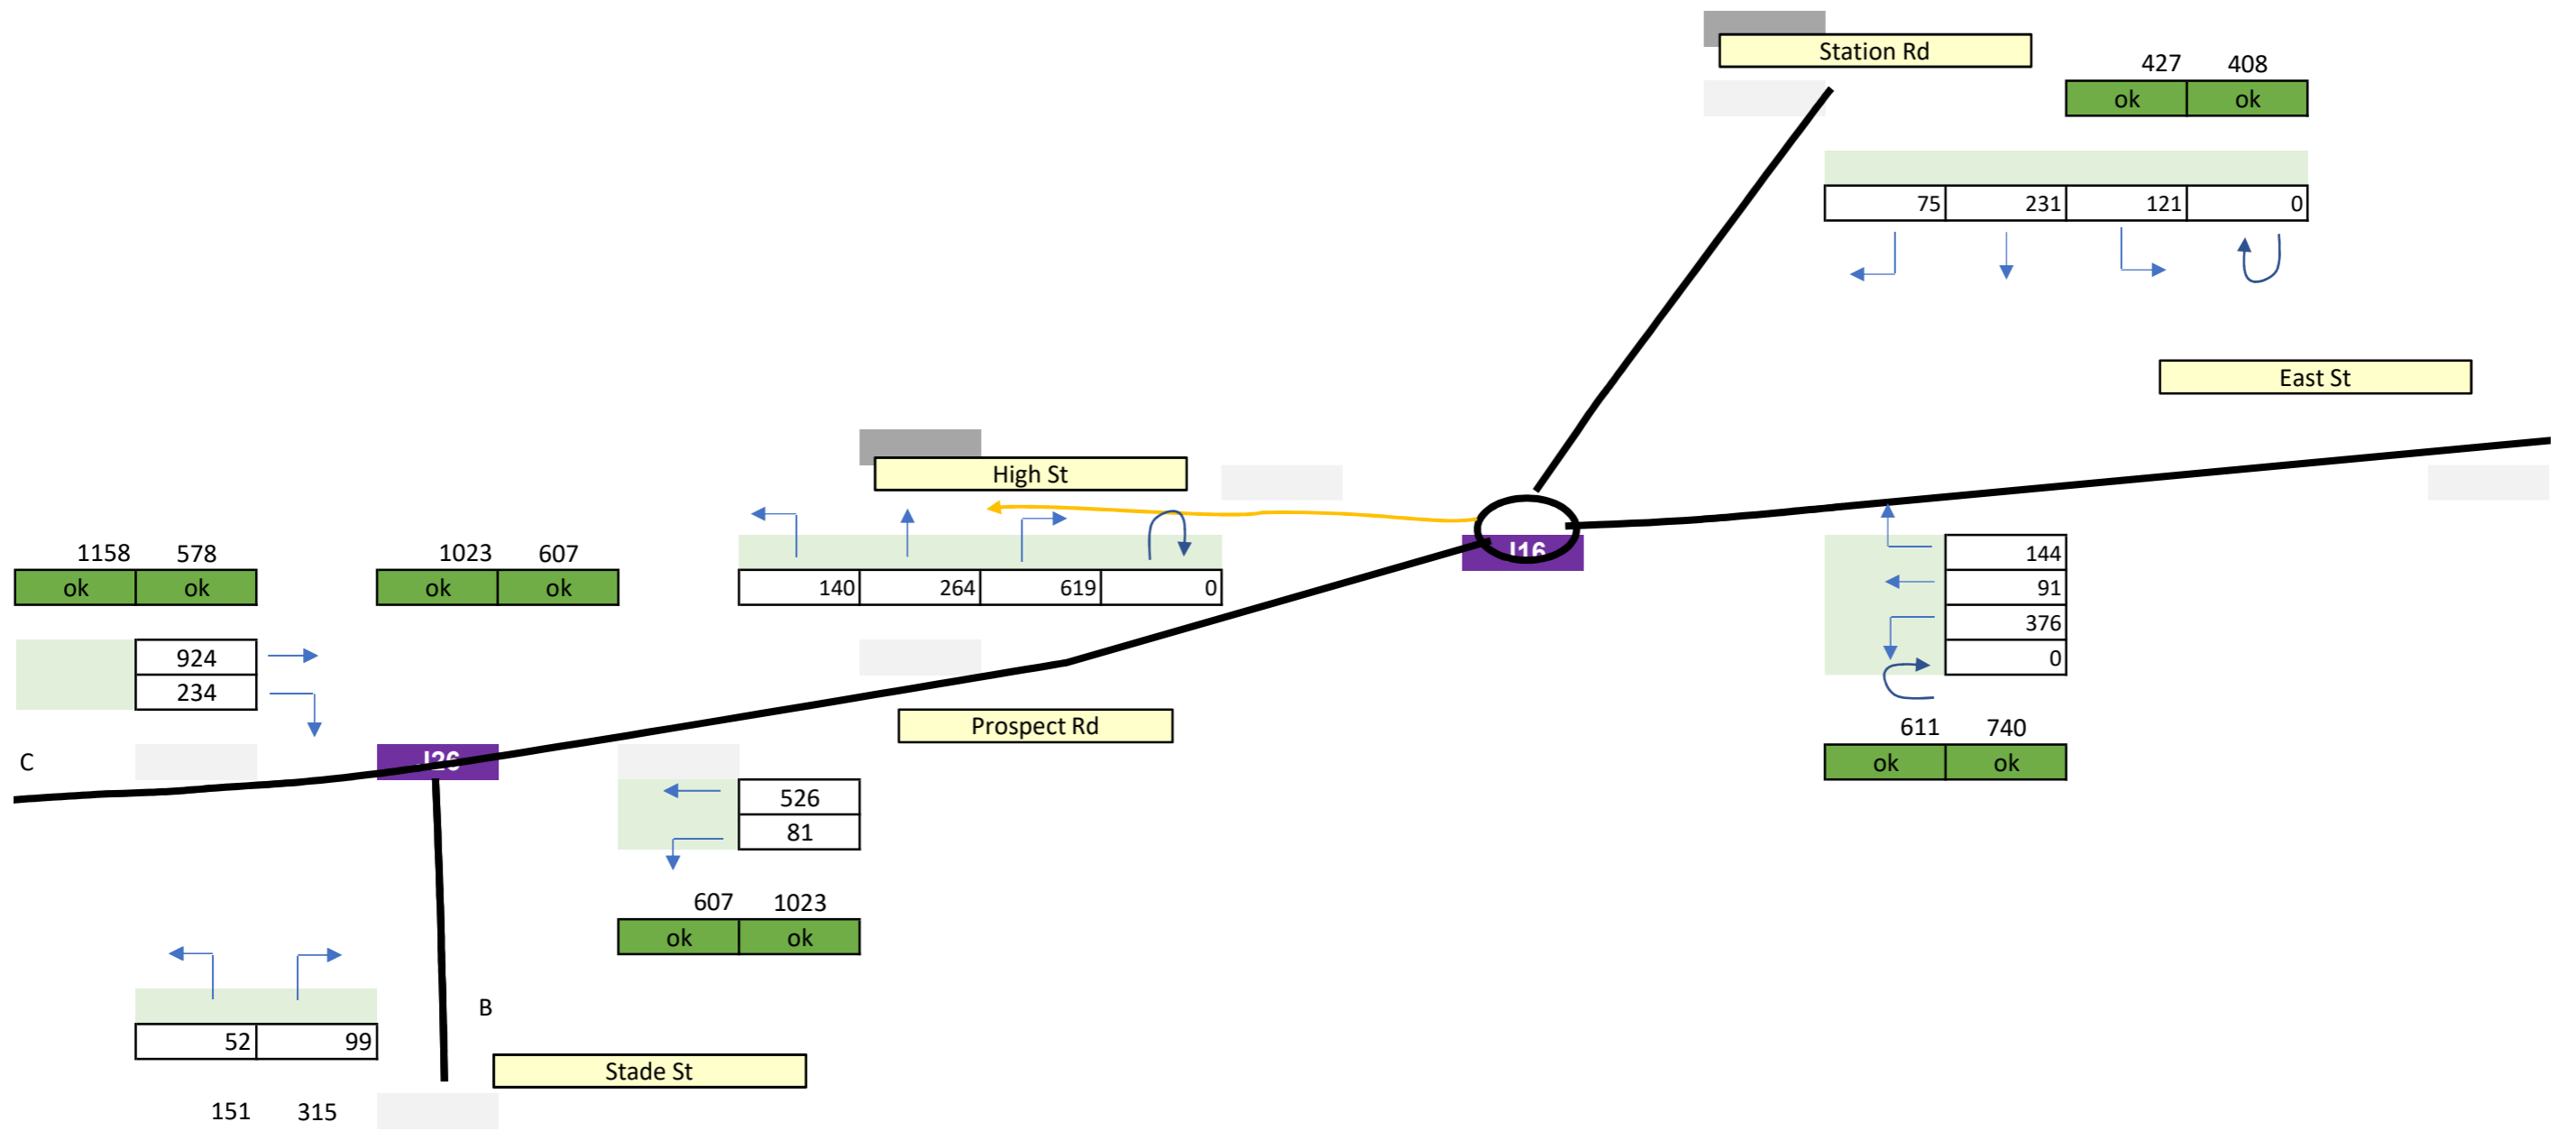 Station Rd
427 408
ok ok
75 231 121 0
East St
High St
J16
1158 578
ok ok
1023 607
ok ok
140 264 619 0
144
91
376
0
924
234
Prospect Rd
611 740
ok ok
C
J26
526
81
607 1023
ok ok
B
52 99
Stade St
151 315